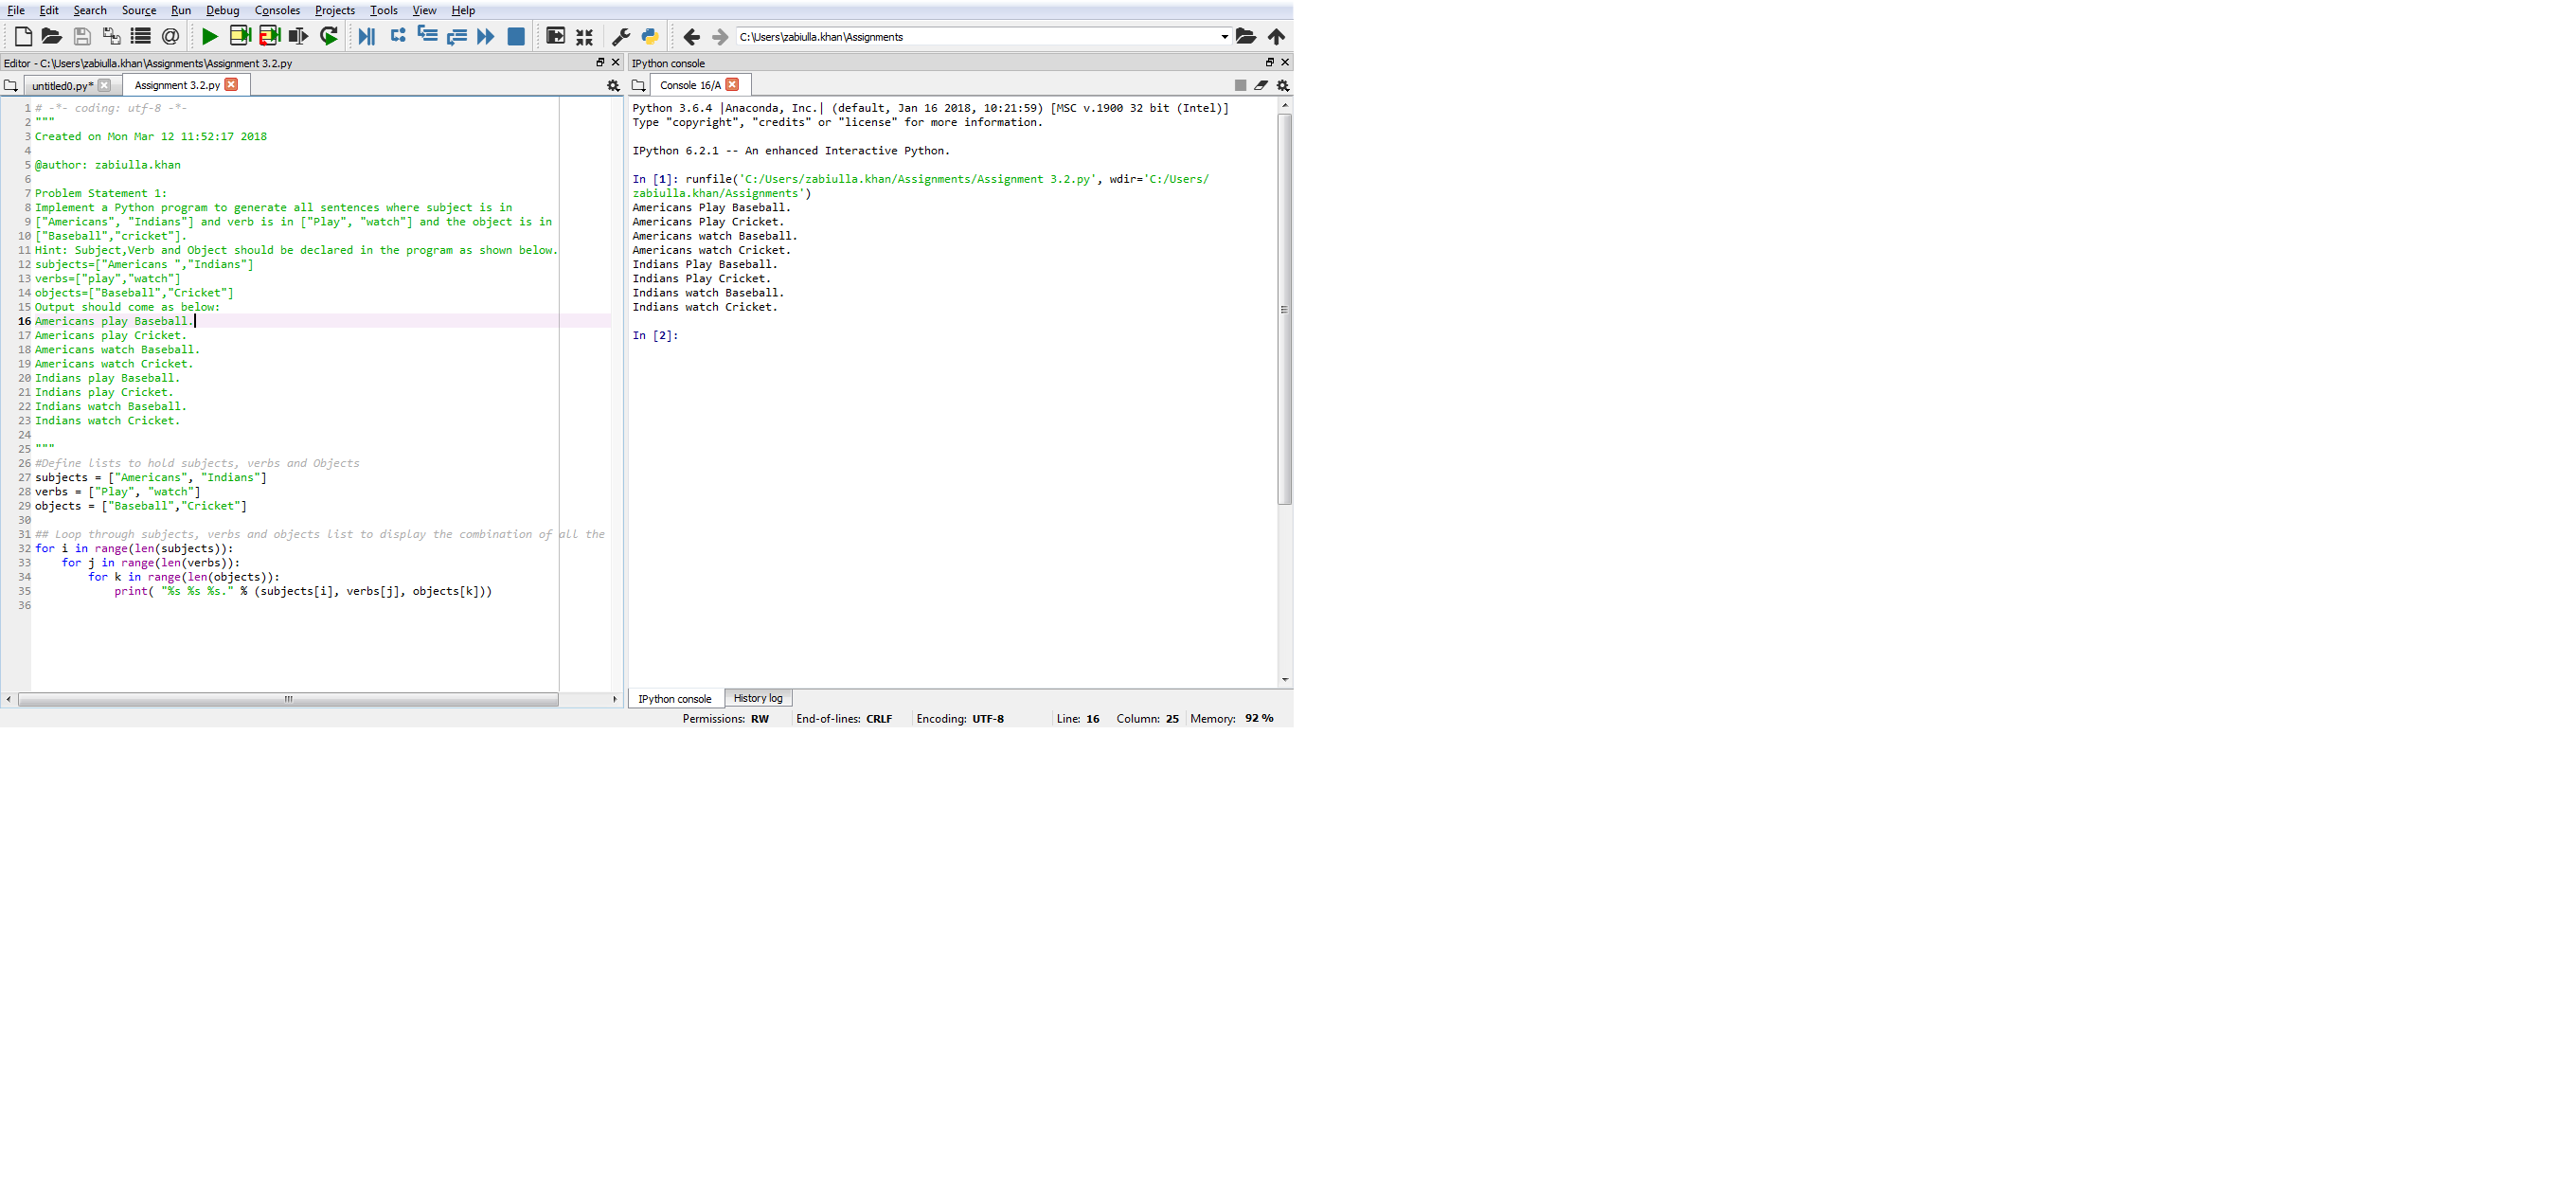 File Edit Search Source Run Debug Consoles Projects Tools View Help
C:\Users\zabiulla.khan\Assignments
Editor - C:\Users\zabiulla.khan\Assignments\Assignment 3.2.py
untitled0.py* Assignment 3.2.py
1 # -*- coding: utf-8 -*-
2 """
3 Created on Mon Mar 12 11:52:17 2018
4
5 @author: zabiulla.khan
6
7 Problem Statement 1:
8 Implement a Python program to generate all sentences where subject is in
9 ["Americans", "Indians"] and verb is in ["Play", "watch"] and the object is in
10 ["Baseball","cricket"].
11 Hint: Subject,Verb and Object should be declared in the program as shown below.
12 subjects=["Americans ","Indians"]
13 verbs=["play","watch"]
14 objects=["Baseball","Cricket"]
15 Output should come as below:
16 Americans play Baseball.
17 Americans play Cricket.
18 Americans watch Baseball.
19 Americans watch Cricket.
20 Indians play Baseball.
21 Indians play Cricket.
22 Indians watch Baseball.
23 Indians watch Cricket.
24
25 """
26 #Define lists to hold subjects, verbs and Objects
27 subjects = ["Americans", "Indians"]
28 verbs = ["Play", "watch"]
29 objects = ["Baseball","Cricket"]
30
31 ## Loop through subjects, verbs and objects list to display the combination of all the
32 for i in range(len(subjects)):
33     for j in range(len(verbs)):
34         for k in range(len(objects)):
35             print( "%s %s %s." % (subjects[i], verbs[j], objects[k]))
36
IPython console
Console 16/A
Python 3.6.4 |Anaconda, Inc.| (default, Jan 16 2018, 10:21:59) [MSC v.1900 32 bit (Intel)]
Type "copyright", "credits" or "license" for more information.
IPython 6.2.1 -- An enhanced Interactive Python.
In [1]: runfile('C:/Users/zabiulla.khan/Assignments/Assignment 3.2.py', wdir='C:/Users/
zabiulla.khan/Assignments')
Americans Play Baseball.
Americans Play Cricket.
Americans watch Baseball.
Americans watch Cricket.
Indians Play Baseball.
Indians Play Cricket.
Indians watch Baseball.
Indians watch Cricket.
In [2]:
IPython console History log
Permissions: RW End-of-lines: CRLF Encoding: UTF-8 Line: 16 Column: 25 Memory: 92 %